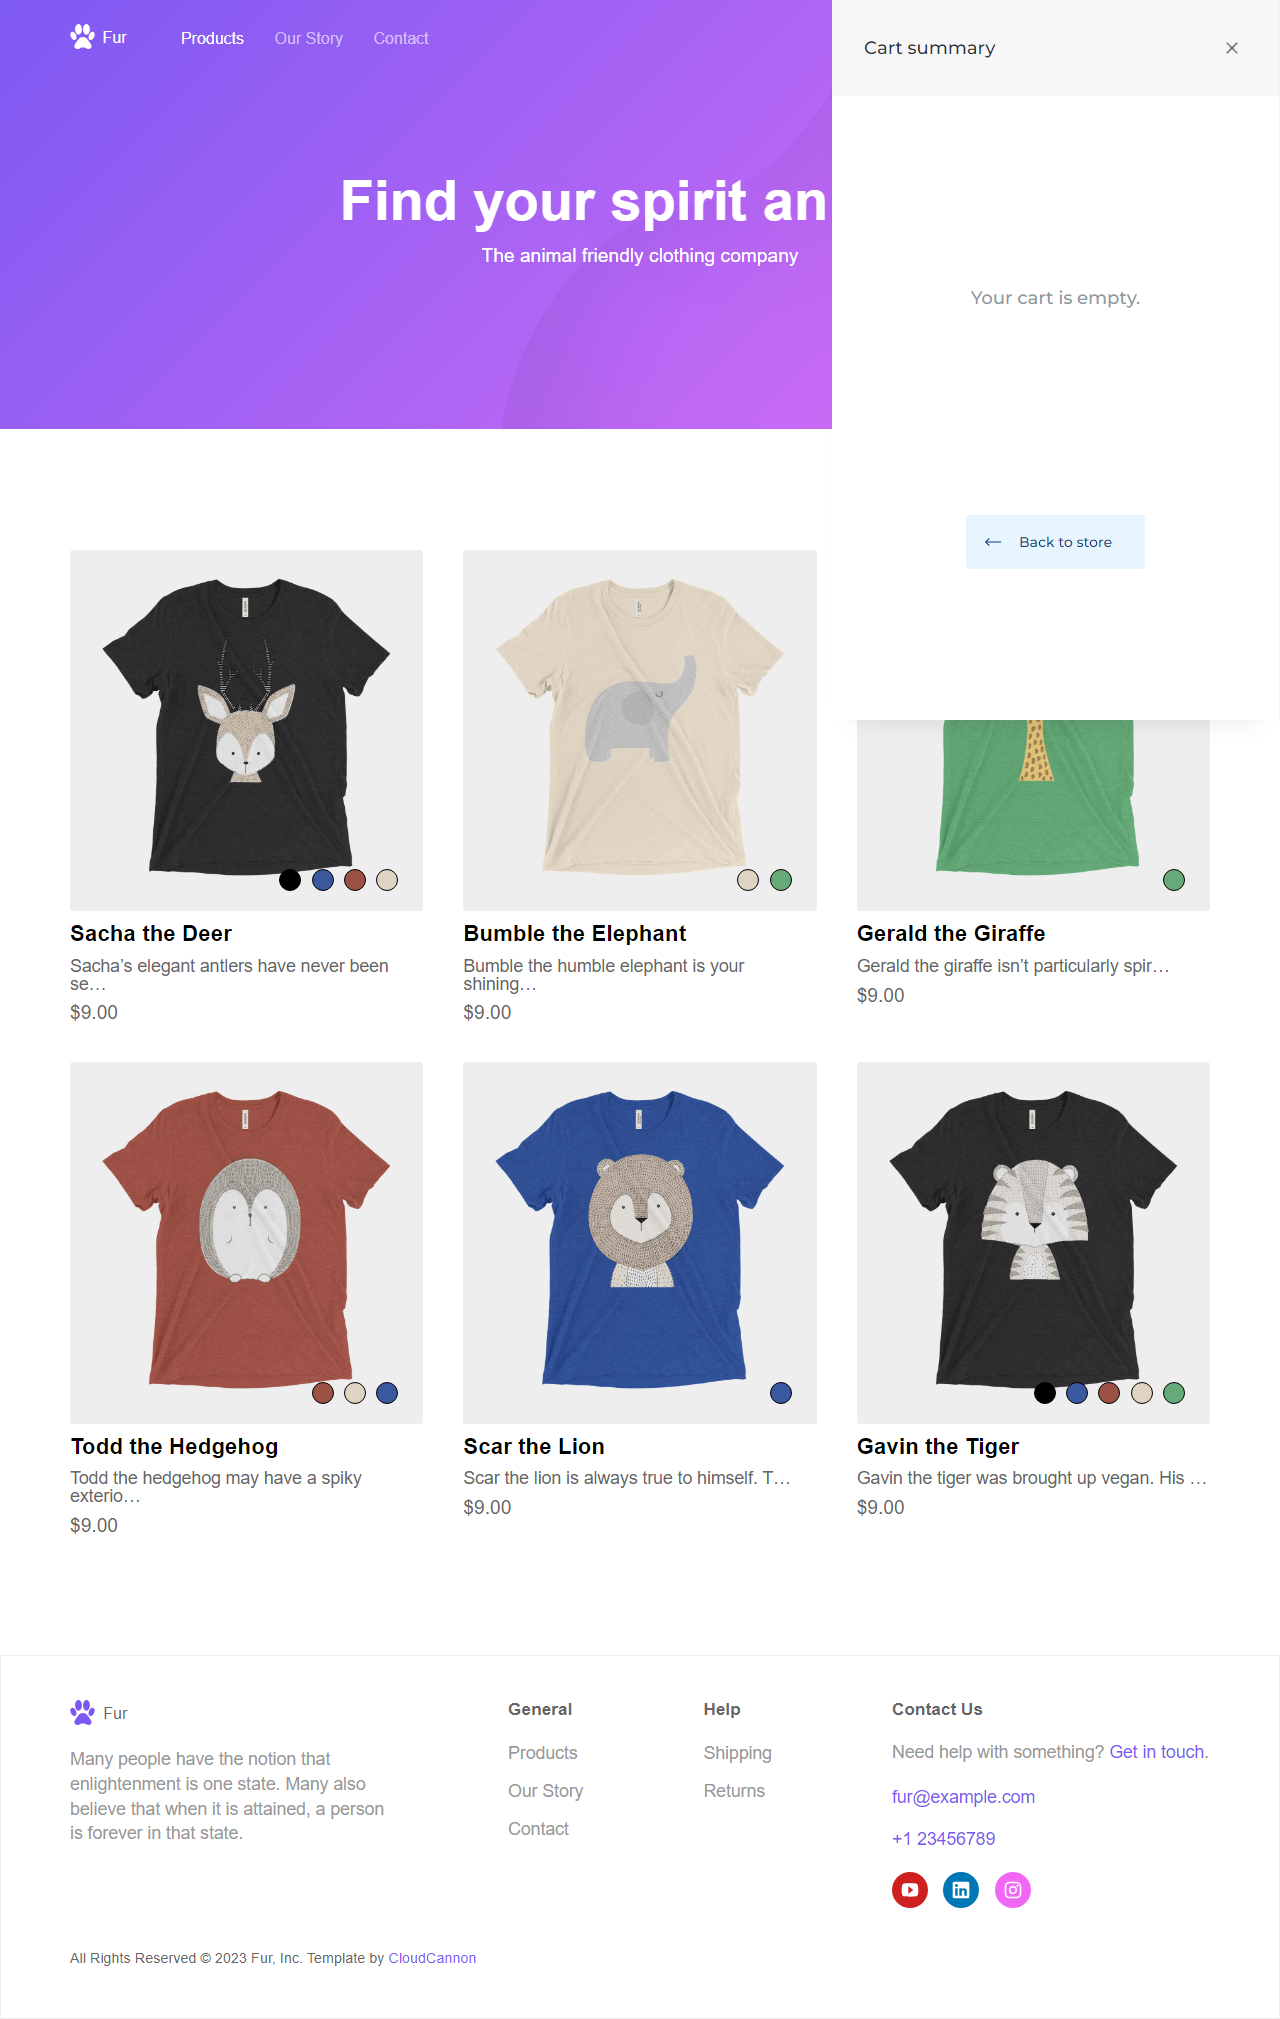 Fur
Products
Our Story
Contact
Cart summary
Find your spirit an
The animal friendly clothing company
Your cart is empty.
Back to store
Sacha the Deer
Sacha’s elegant antlers have never been
se…
$9.00
Bumble the Elephant
Bumble the humble elephant is your
shining…
$9.00
Gerald the Giraffe
Gerald the giraffe isn’t particularly spir…
$9.00
Todd the Hedgehog
Todd the hedgehog may have a spiky
exterio…
$9.00
Scar the Lion
Scar the lion is always true to himself. T…
$9.00
Gavin the Tiger
Gavin the tiger was brought up vegan. His …
$9.00
Fur
Many people have the notion that
enlightenment is one state. Many also
believe that when it is attained, a person
is forever in that state.
General
Products
Our Story
Contact
Help
Shipping
Returns
Contact Us
Need help with something? Get in touch.
fur@example.com
+1 23456789
All Rights Reserved © 2023 Fur, Inc. Template by CloudCannon